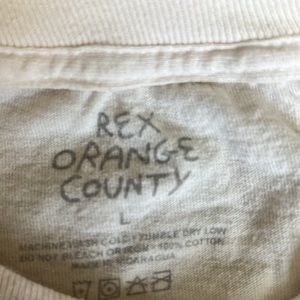 REX
ORANGE
COUNTY
L
MACHINE WASH COLD • TUMBLE DRY LOW
DO NOT BLEACH OR IRON • 100% COTTON
MADE IN NICARAGUA